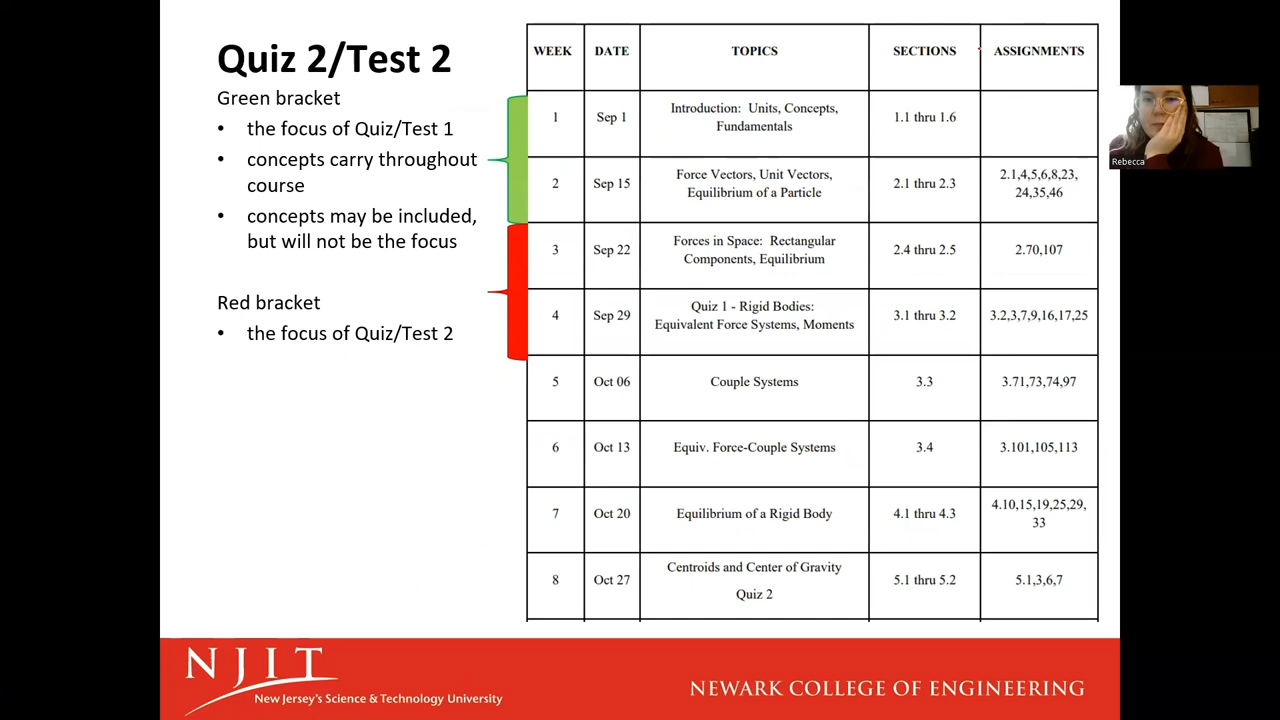 Quiz 2/Test 2
Green bracket
• the focus of Quiz/Test 1
• concepts carry throughout
course
• concepts may be included,
but will not be the focus
Red bracket
• the focus of Quiz/Test 2
WEEK DATE TOPICS SECTIONS ASSIGNMENTS
1 Sep 1 Introduction: Units, Concepts,
Fundamentals 1.1 thru 1.6
2 Sep 15 Force Vectors, Unit Vectors,
Equilibrium of a Particle 2.1 thru 2.3 2.1,4,5,6,8,23,
24,35,46
3 Sep 22 Forces in Space: Rectangular
Components, Equilibrium 2.4 thru 2.5 2.70,107
4 Sep 29 Quiz 1 - Rigid Bodies:
Equivalent Force Systems, Moments 3.1 thru 3.2 3.2,3,7,9,16,17,25
5 Oct 06 Couple Systems 3.3 3.71,73,74,97
6 Oct 13 Equiv. Force-Couple Systems 3.4 3.101,105,113
7 Oct 20 Equilibrium of a Rigid Body 4.1 thru 4.3 4.10,15,19,25,29,
33
8 Oct 27 Centroids and Center of Gravity
Quiz 2 5.1 thru 5.2 5.1,3,6,7
Rebecca
NJIT
New Jersey's Science & Technology University
NEWARK COLLEGE OF ENGINEERING